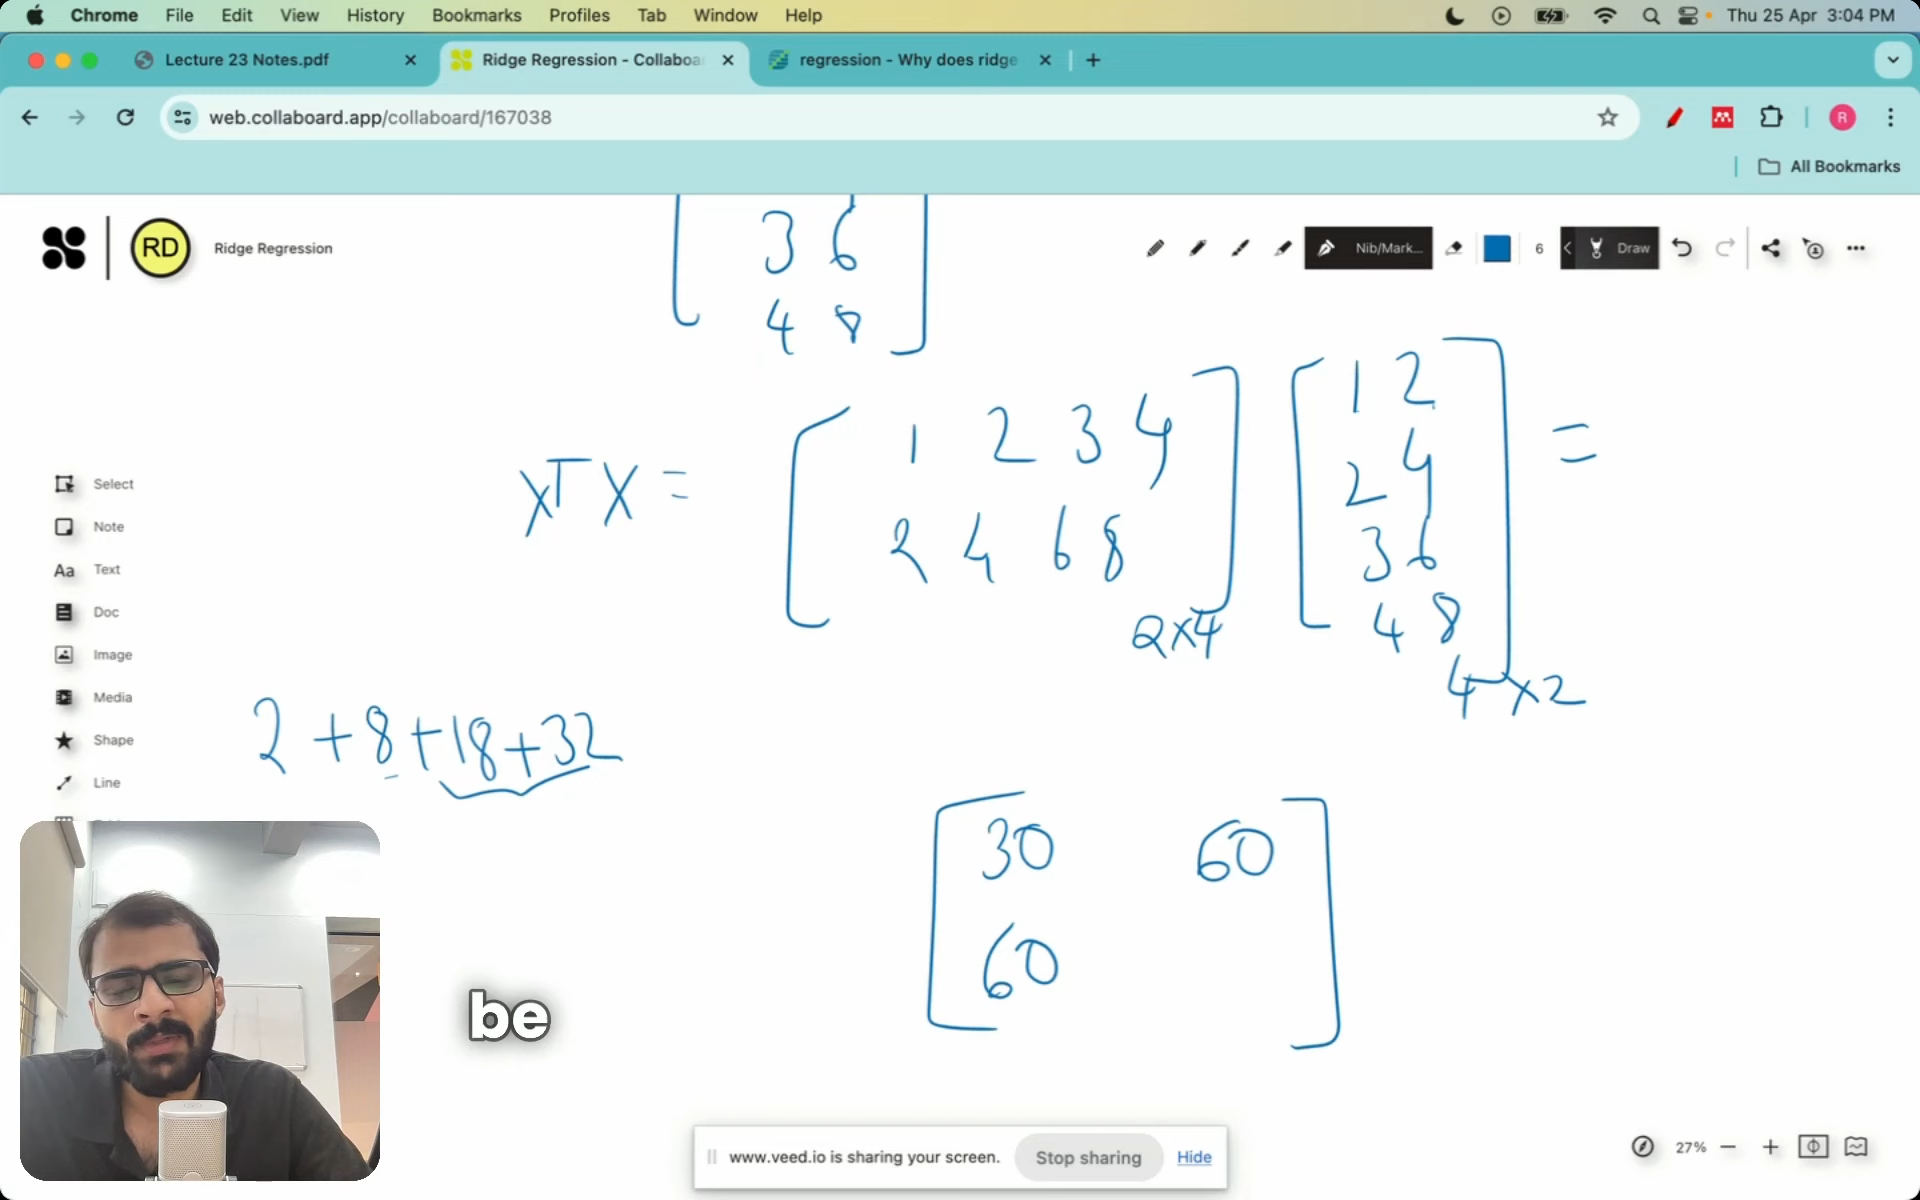 Chrome File Edit View History Bookmarks Profiles Tab Window Help Thu 25 Apr 3:04 PM
Lecture 23 Notes.pdf Ridge Regression - Collaboa regression - Why does ridge
web.collaboard.app/collaboard/167038 R
All Bookmarks
RD Ridge Regression Nib/Mark... 6 Draw
3 6
4 8
X^T X = [ 1 2 3 4 [ 1 2 =
2 4 6 8 ] 2 4
3 6
4 8 ]
2x4
4x2
Select
Note
Aa Text
Doc
Image
Media
Shape
Line
2 + 8 + 18 + 32
30 60
60
be
www.veed.io is sharing your screen. Stop sharing Hide
27%